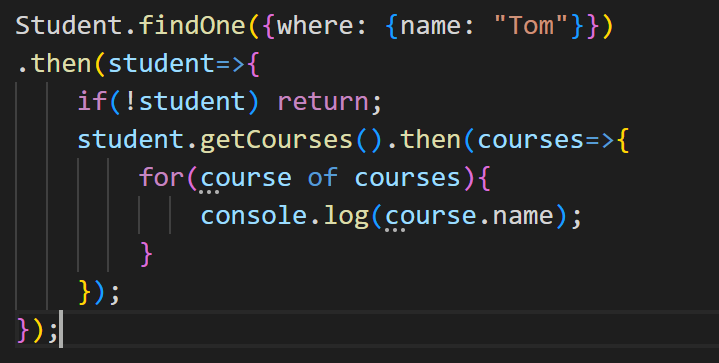 Student.findOne({where: {name: "Tom"}})
.then(student=>{
    if(!student) return;
    student.getCourses().then(courses=>{
        for(course of courses){
            console.log(course.name);
        }
    });
});